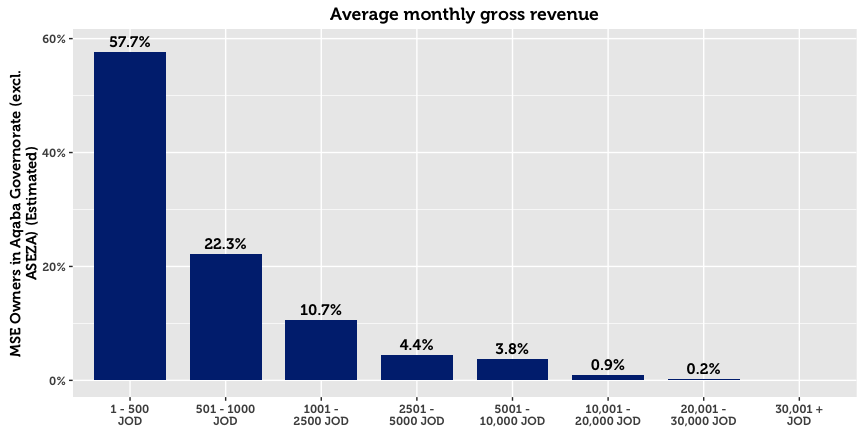 Average monthly gross revenue
MSE Owners in Aqaba Governorate (excl.
ASEZA) (Estimated)
60%
40%
20%
0%
57.7%
22.3%
10.7%
4.4%
3.8%
0.9%
0.2%
1 - 500
JOD
501 - 1000
JOD
1001 -
2500 JOD
2501 -
5000 JOD
5001 -
10,000 JOD
10,001 -
20,000 JOD
20,001 -
30,000 JOD
30,001 +
JOD